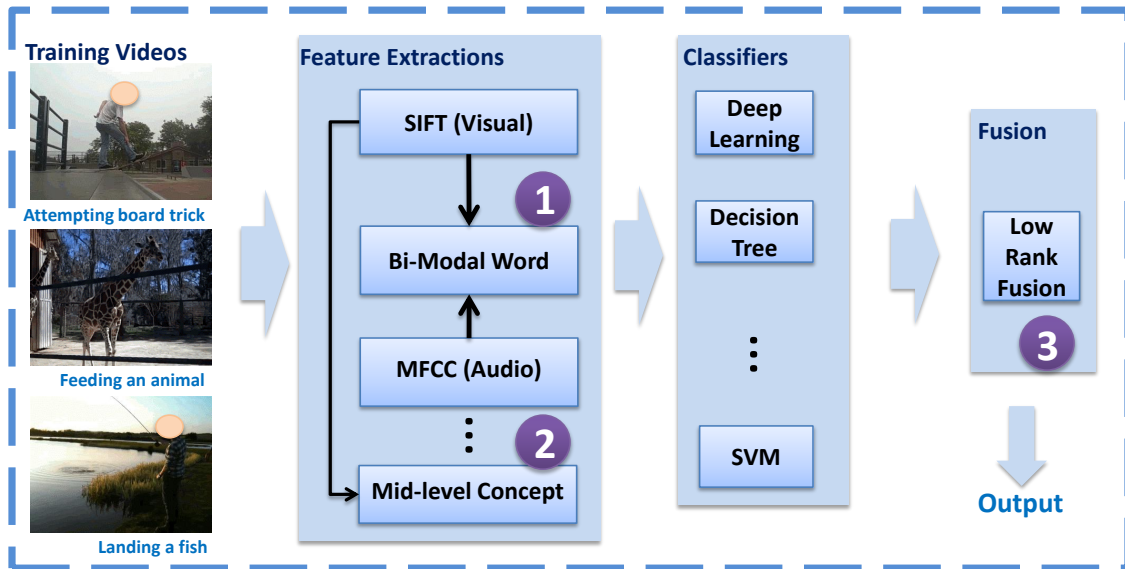 Training Videos
Attempting board trick
Feeding an animal
Landing a fish
Feature Extractions
SIFT (Visual)
1
Bi-Modal Word
MFCC (Audio)
2
Mid-level Concept
Classifiers
Deep
Learning
Decision
Tree
SVM
Fusion
Low
Rank
Fusion
3
Output